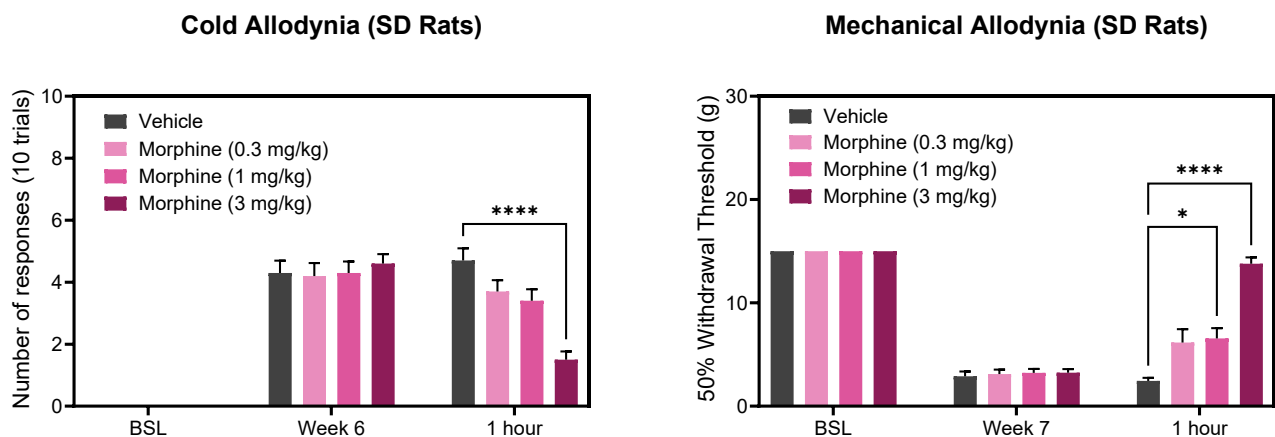 Cold Allodynia (SD Rats)
Number of responses (10 trials)
10
8
6
4
2
0
Vehicle
Morphine (0.3 mg/kg)
Morphine (1 mg/kg)
Morphine (3 mg/kg)
****
BSL
Week 6
1 hour
Mechanical Allodynia (SD Rats)
50% Withdrawal Threshold (g)
30
20
10
0
Vehicle
Morphine (0.3 mg/kg)
Morphine (1 mg/kg)
Morphine (3 mg/kg)
****
*
BSL
Week 7
1 hour